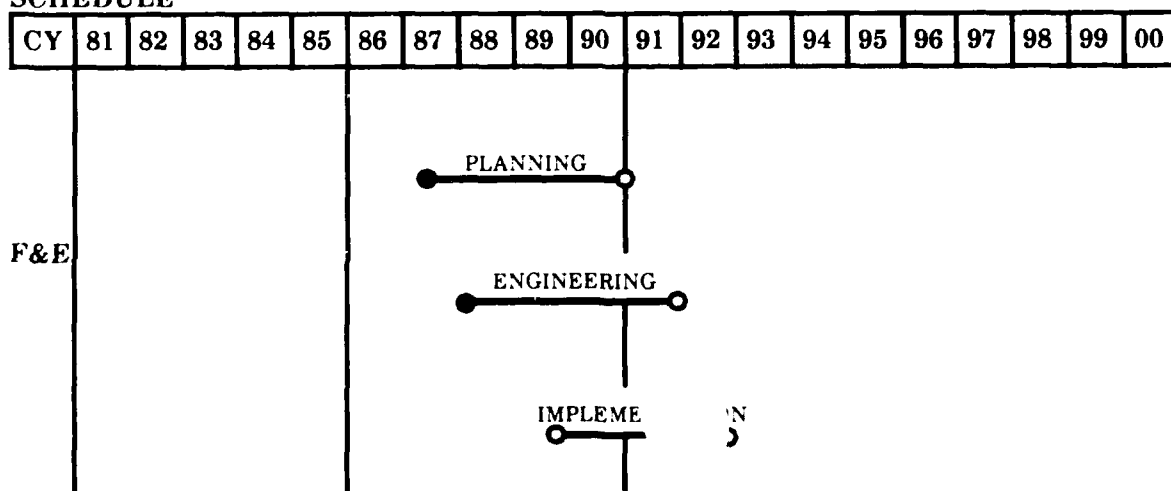 SCHEDULE
CY 81 82 83 84 85 86 87 88 89 90 91 92 93 94 95 96 97 98 99 00
PLANNING
F&E
ENGINEERING